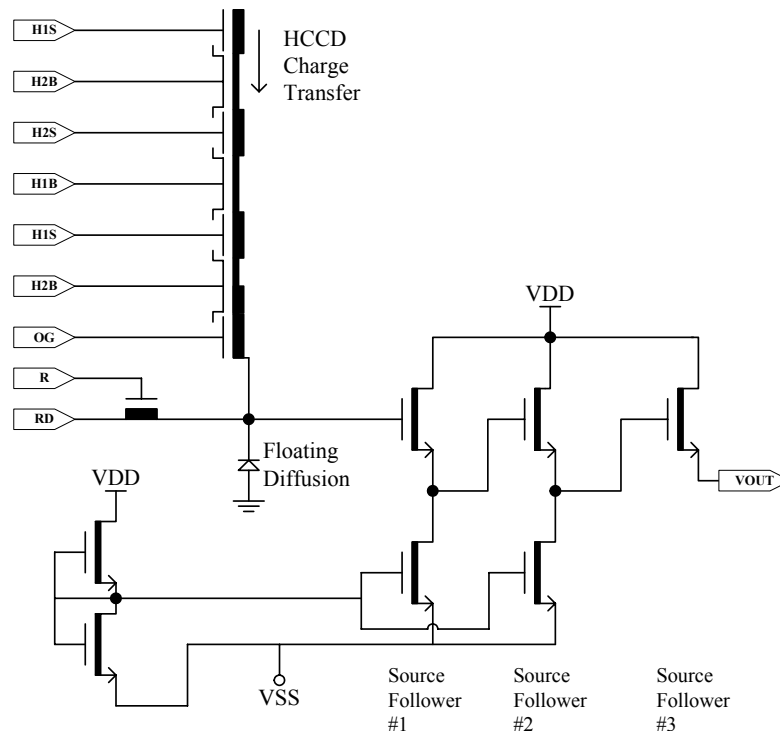 H1S
HCCD
Charge
Transfer
H2B
H2S
H1B
H1S
H2B
OG
VDD
R
RD
Floating
Diffusion
VDD
VOUT
VSS
Source
Follower
#1
Source
Follower
#2
Source
Follower
#3